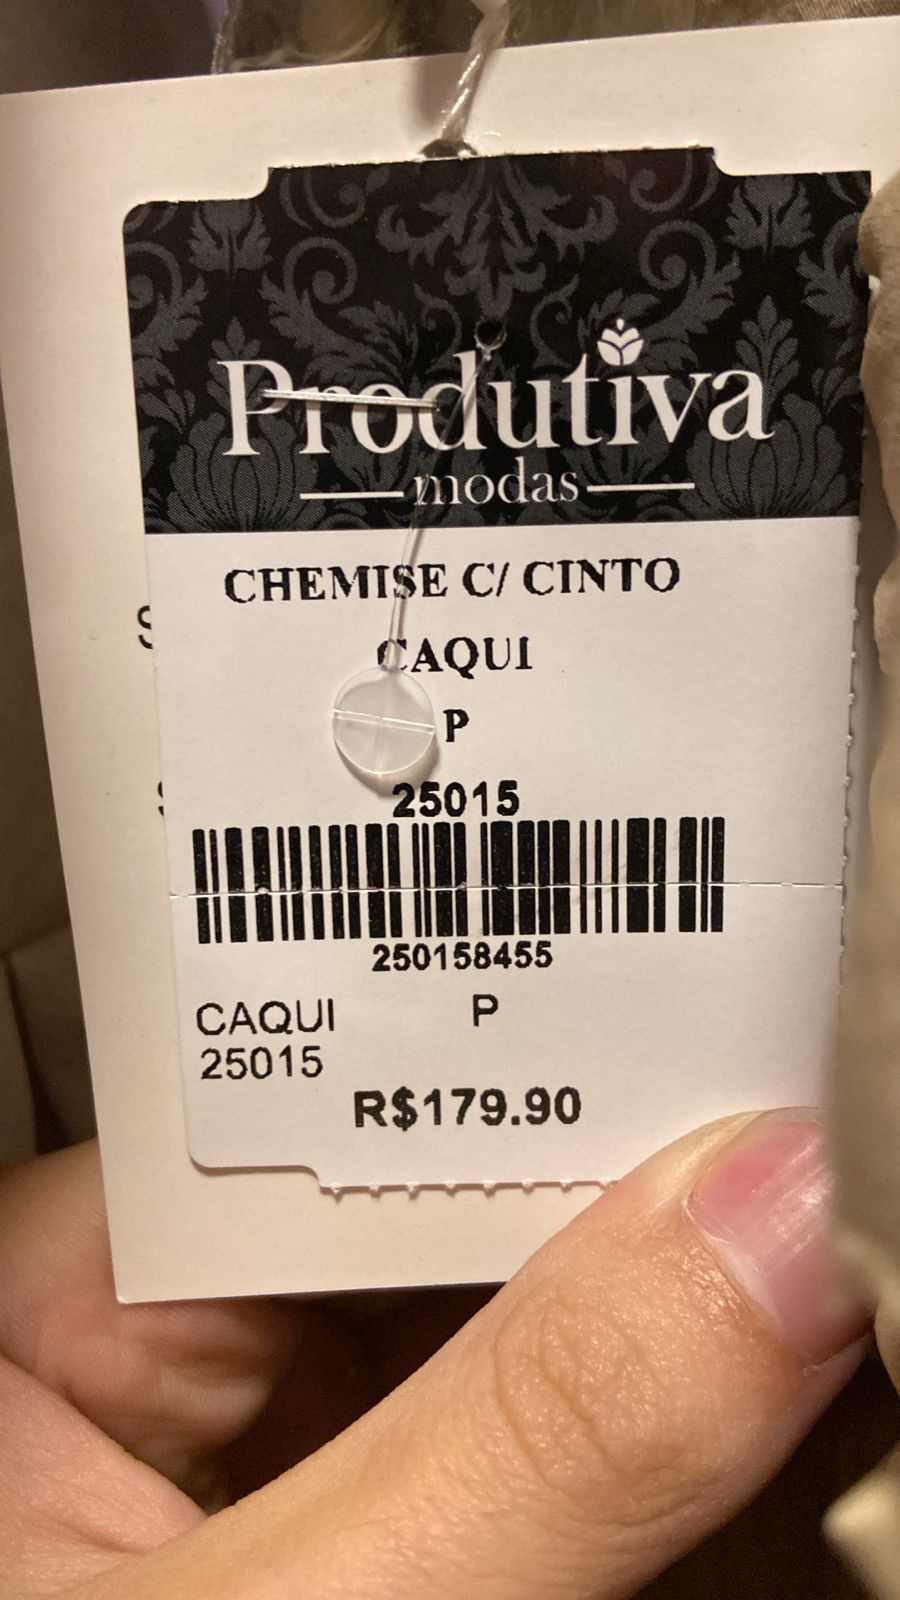 Produtiva
modas
CHEMISE C/ CINTO
CAQUI
P
25015
250158455
CAQUI P
25015
R$179.90